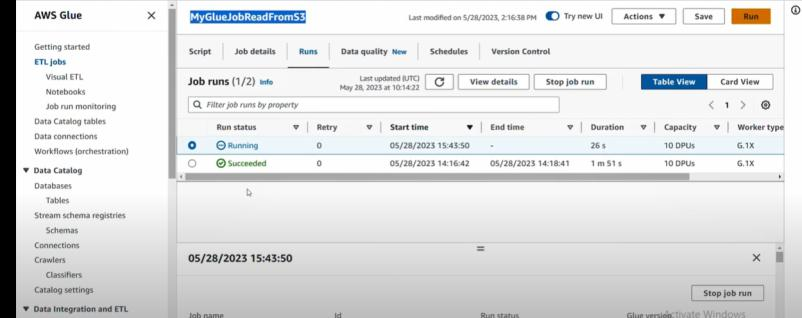 AWS Glue
Getting started
ETL jobs
Visual ETL
Notebooks
Job run monitoring
Data Catalog tables
Data connections
Workflows (orchestration)
Data Catalog
Databases
Tables
Stream schema registries
Schemas
Connections
Crawlers
Classifiers
Catalog settings
Data Integration and ETL
MyGlueJobReadFromS3
Last modified on 5/28/2023, 2:16:38 PM
Try new UI
Actions
Save
Run
Script Job details Runs Data quality New Schedules Version Control
Job runs (1/2) Info
Last updated (UTC)
May 28, 2023 at 10:14:22
View details
Stop job run
Table View
Card View
Filter job runs by property
1
Run status Retry Start time End time Duration Capacity Worker type
Running 0 05/28/2023 15:43:50 - 26 s 10 DPUs G.1X
Succeeded 0 05/28/2023 14:16:42 05/28/2023 14:18:41 1 m 51 s 10 DPUs G.1X
05/28/2023 15:43:50
Stop job run
Job name Id Run status Glue version
Activate Windows